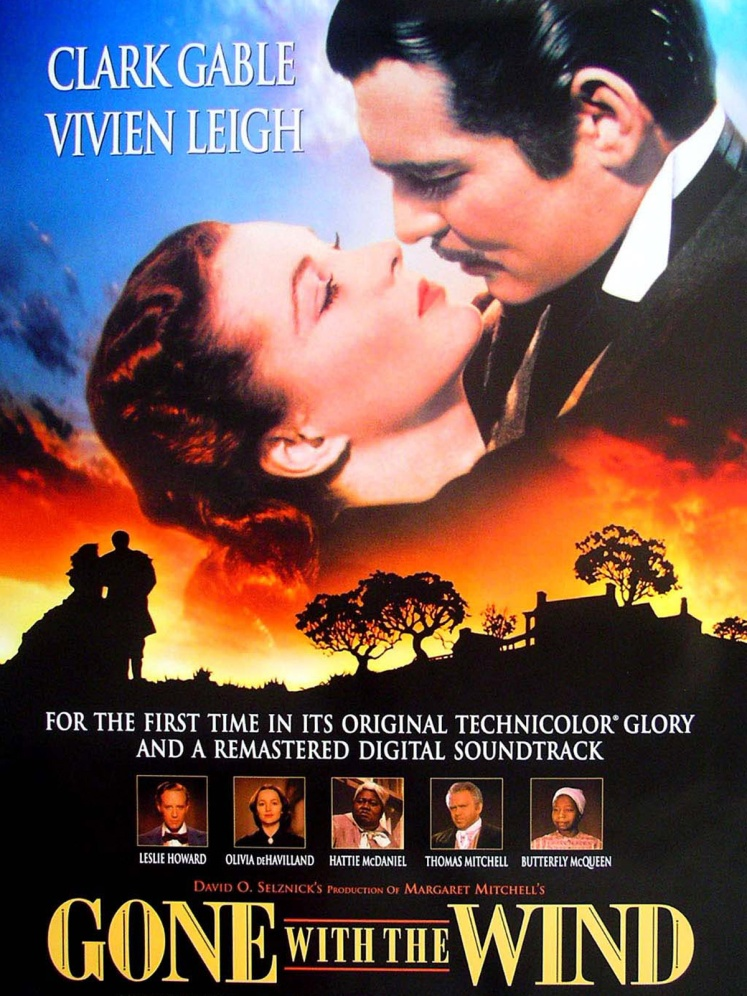 CLARK GABLE
VIVIEN LEIGH
FOR THE FIRST TIME IN ITS ORIGINAL TECHNICOLOR® GLORY
AND A REMASTERED DIGITAL SOUNDTRACK
LESLIE HOWARD OLIVIA DEHAVILLAND HATTIE MCDANIEL THOMAS MITCHELL BUTTERFLY MCQUEEN
DAVID O. SELZNICK'S PRODUCTION OF MARGARET MITCHELL'S
GONE WITH THE WIND